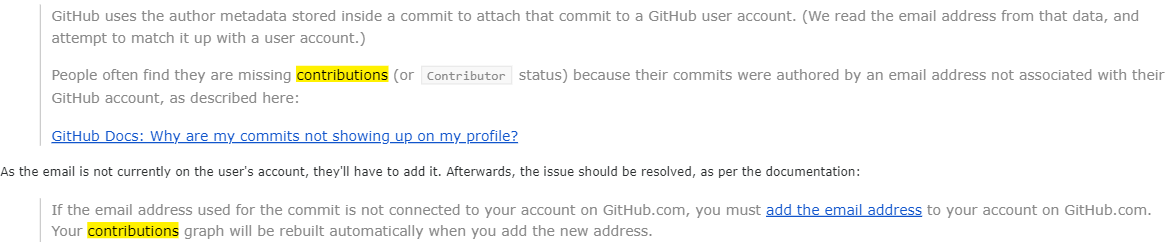 GitHub uses the author metadata stored inside a commit to attach that commit to a GitHub user account. (We read the email address from that data, and
attempt to match it up with a user account.)
People often find they are missing contributions (or Contributor status) because their commits were authored by an email address not associated with their
GitHub account, as described here:
GitHub Docs: Why are my commits not showing up on my profile?
As the email is not currently on the user's account, they'll have to add it. Afterwards, the issue should be resolved, as per the documentation:
If the email address used for the commit is not connected to your account on GitHub.com, you must add the email address to your account on GitHub.com.
Your contributions graph will be rebuilt automatically when you add the new address.